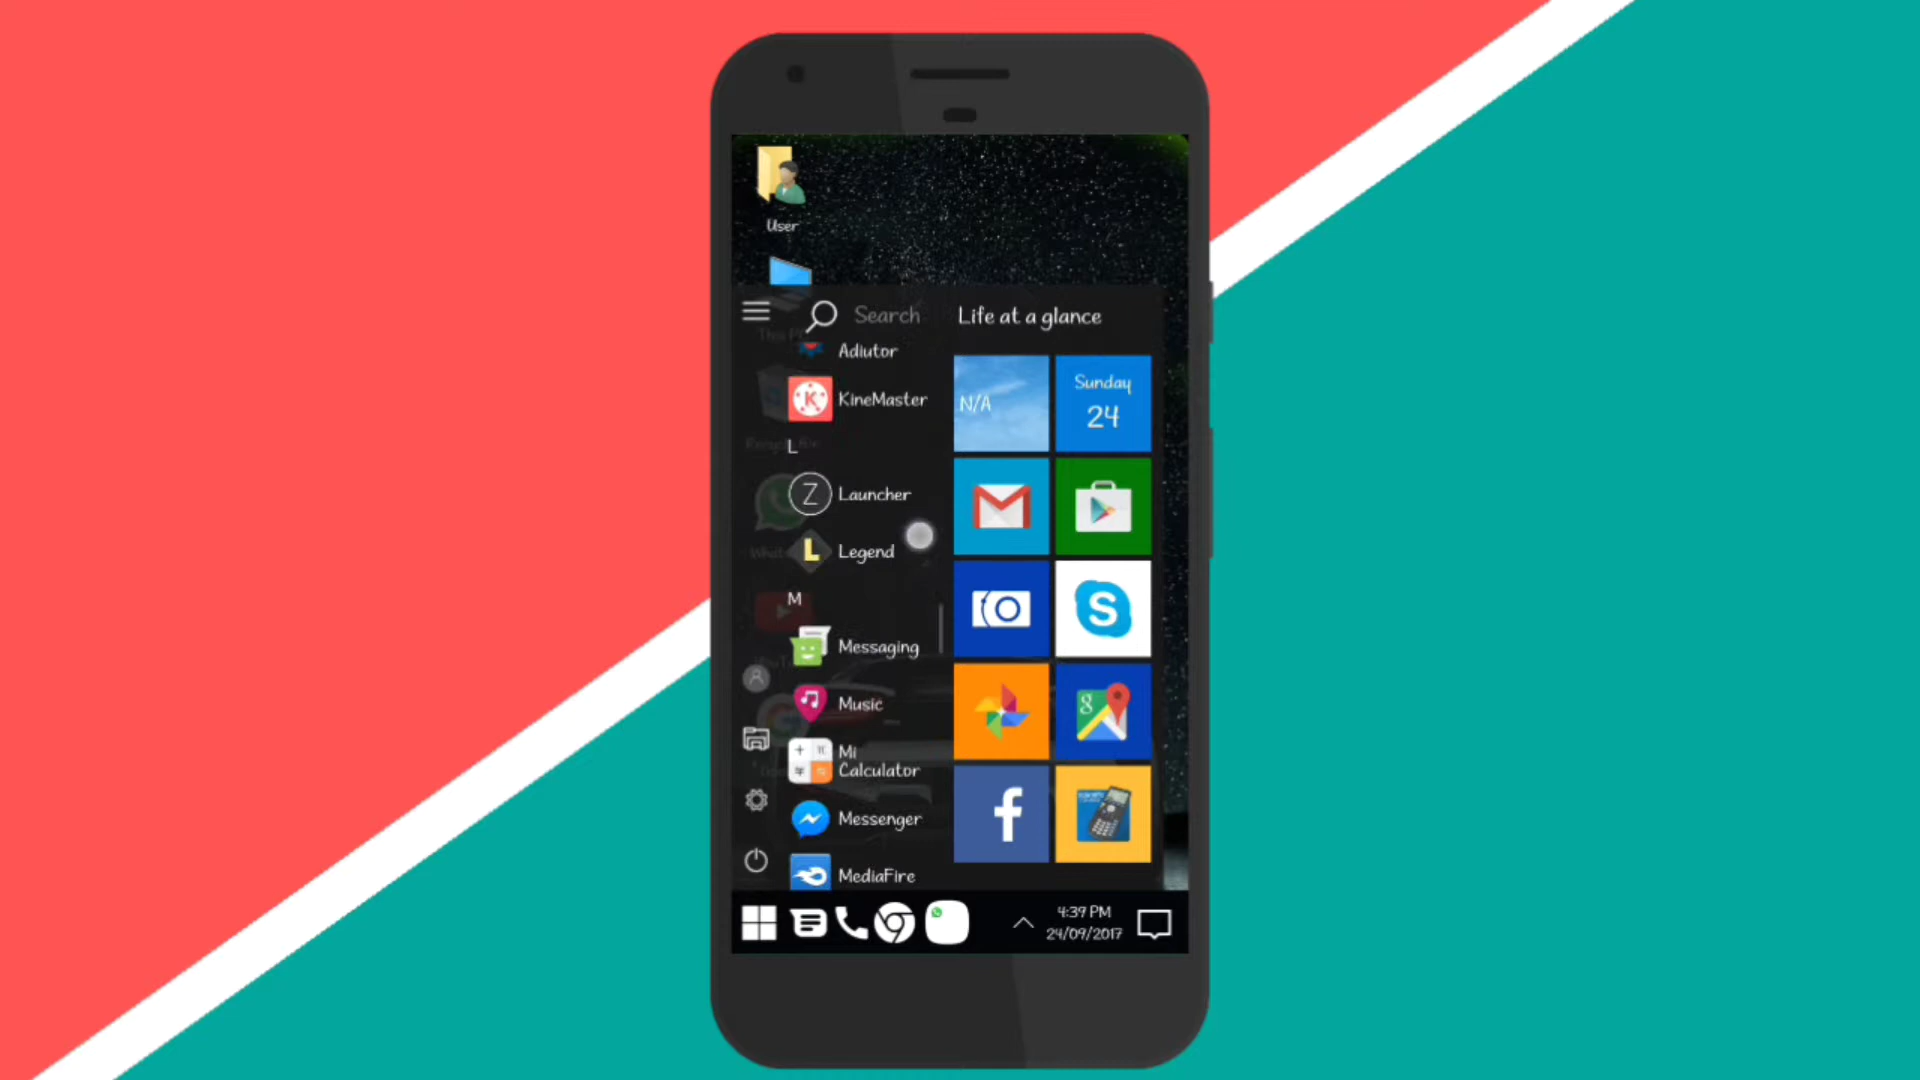 User
Search
Life at a glance
Adiutor
KineMaster
L
Z
Launcher
L
Legend
M
Messaging
Music
Mi
Calculator
Messenger
MediaFire
N/A
Sunday
24
S
g
f
4:39 PM
24/09/2017